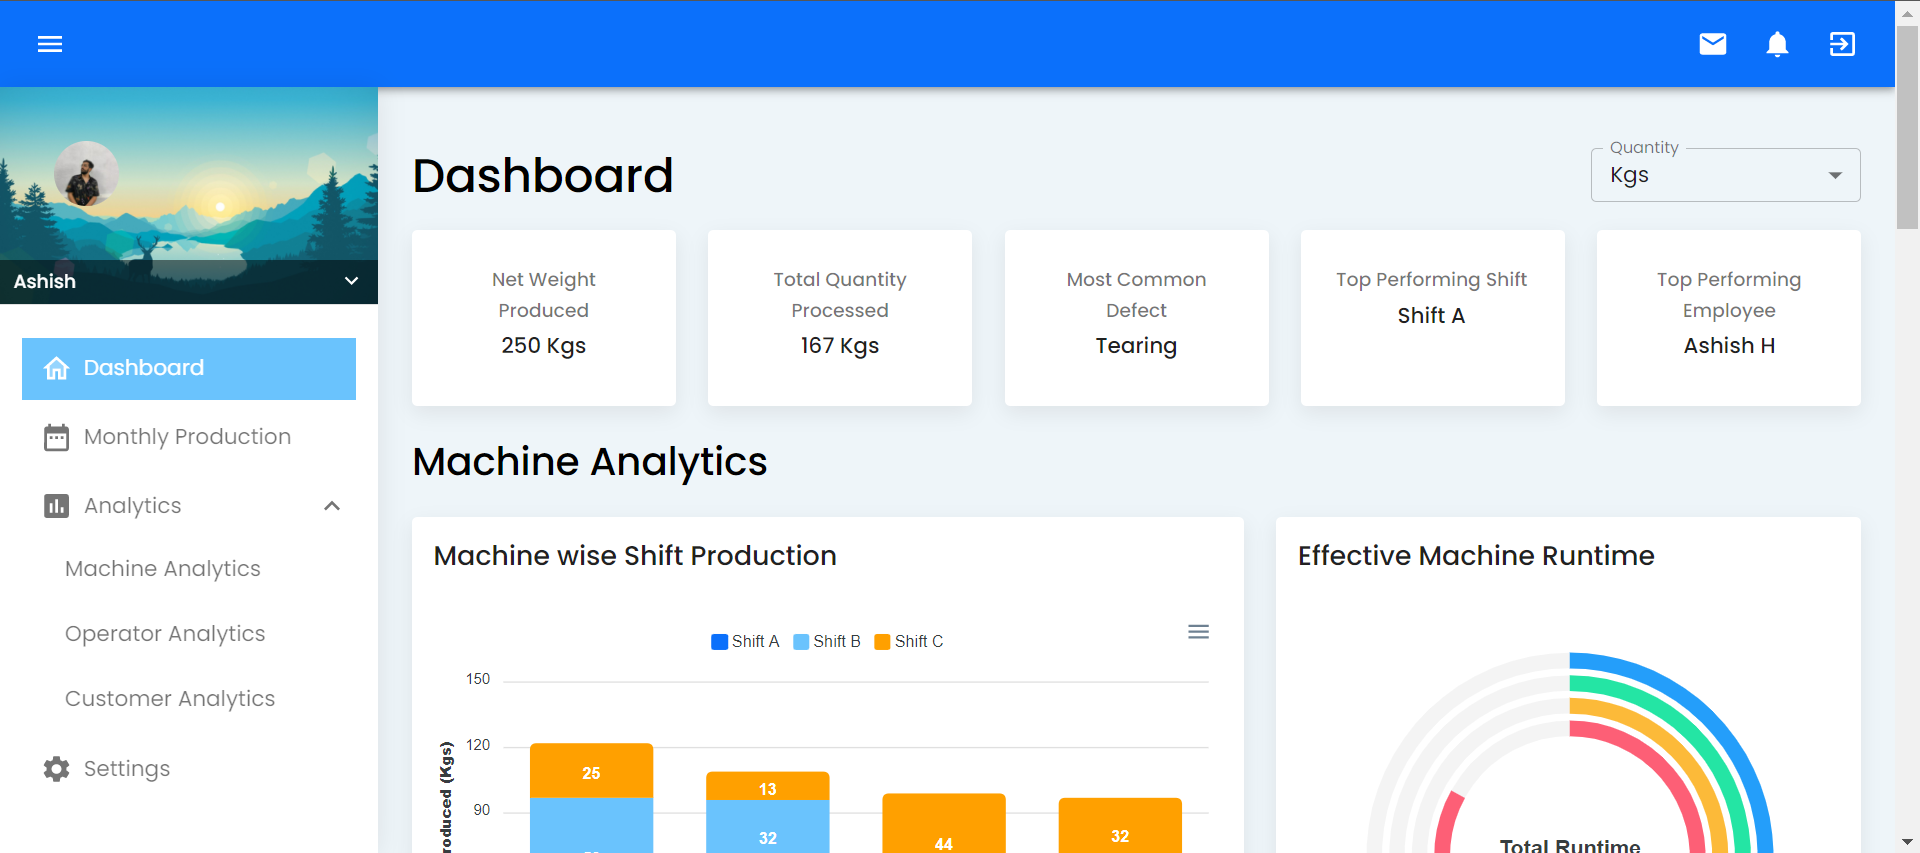 Quantity
Kgs
Dashboard
Net Weight
Produced
250 Kgs
Total Quantity
Processed
167 Kgs
Most Common
Defect
Tearing
Top Performing Shift
Shift A
Top Performing
Employee
Ashish H
Ashish
Dashboard
Monthly Production
Analytics
Machine Analytics
Operator Analytics
Customer Analytics
Settings
Machine Analytics
Machine wise Shift Production
Shift A Shift B Shift C
150
120
90
(Kgs)
25
13
32
44
32
Effective Machine Runtime
Total Runtime